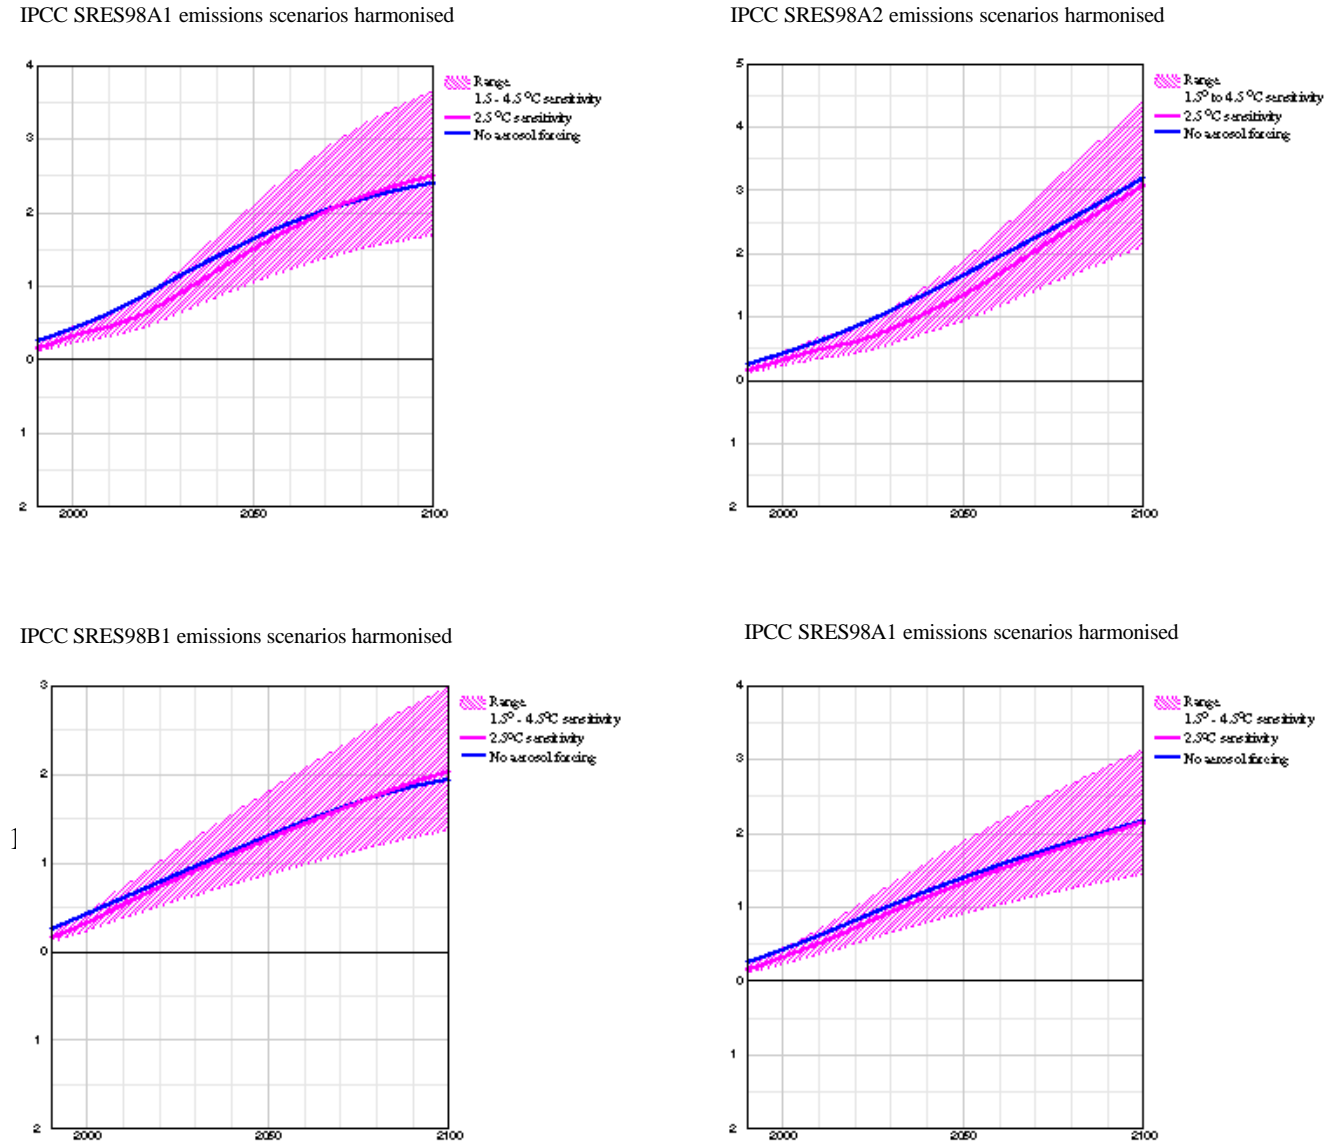 IPCC SRES98A1 emissions scenarios harmonised
4
3
2
1
0
1
2
2000 2050 2100
Range
1.5 - 4.5 °C sensitivity
2.5 °C sensitivity
No aerosol forcing
IPCC SRES98A2 emissions scenarios harmonised
5
4
3
2
1
0
1
2
2000 2050 2100
Range
1.5° to 4.5 °C sensitivity
2.5 °C sensitivity
No aerosol forcing
IPCC SRES98B1 emissions scenarios harmonised
3
2
1
0
1
2
2000 2050 2100
Range
1.5° - 4.5°C sensitivity
2.5°C sensitivity
No aerosol forcing
IPCC SRES98A1 emissions scenarios harmonised
4
3
2
1
0
1
2
2000 2050 2100
Range
1.5° - 4.5°C sensitivity
2.5°C sensitivity
No aerosol forcing